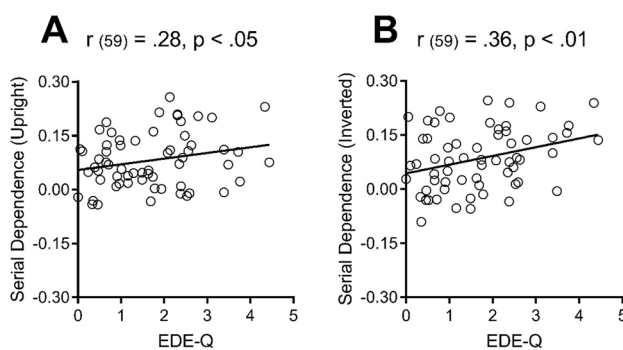 A
r (59) = .28, p < .05
Serial Dependence (Upright)
0.30
0.15
0.00
-0.15
-0.30
0 1 2 3 4 5
EDE-Q
B
r (59) = .36, p < .01
Serial Dependence (Inverted)
0.30
0.15
0.00
-0.15
-0.30
0 1 2 3 4 5
EDE-Q